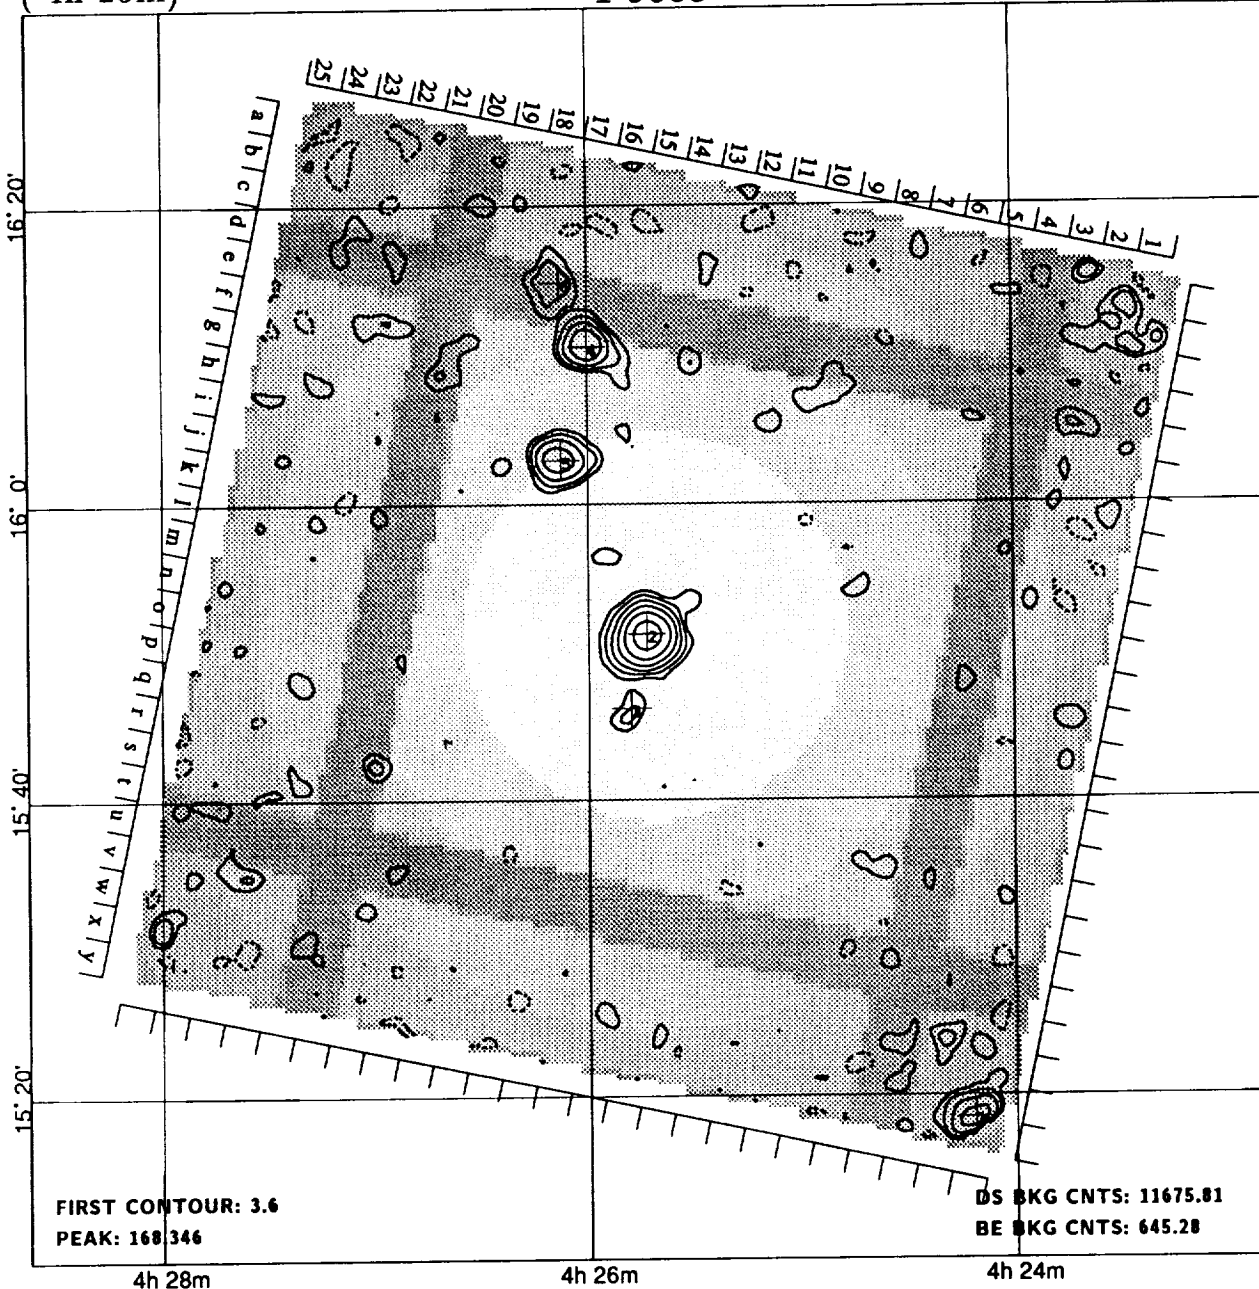 25 24 23 22 21 20 19 18 17 16 15 14 13 12 11 10 9 8 7 6 5 4 3 2 1
a b c d e f g h i j k l m n o p q r s t u v w x y
16° 20'
16° 0'
15° 40'
15° 20'
2
FIRST CONTOUR: 3.6
PEAK: 168.346
DS BKG CNTS: 11675.81
BE BKG CNTS: 645.28
4h 28m 4h 26m 4h 24m